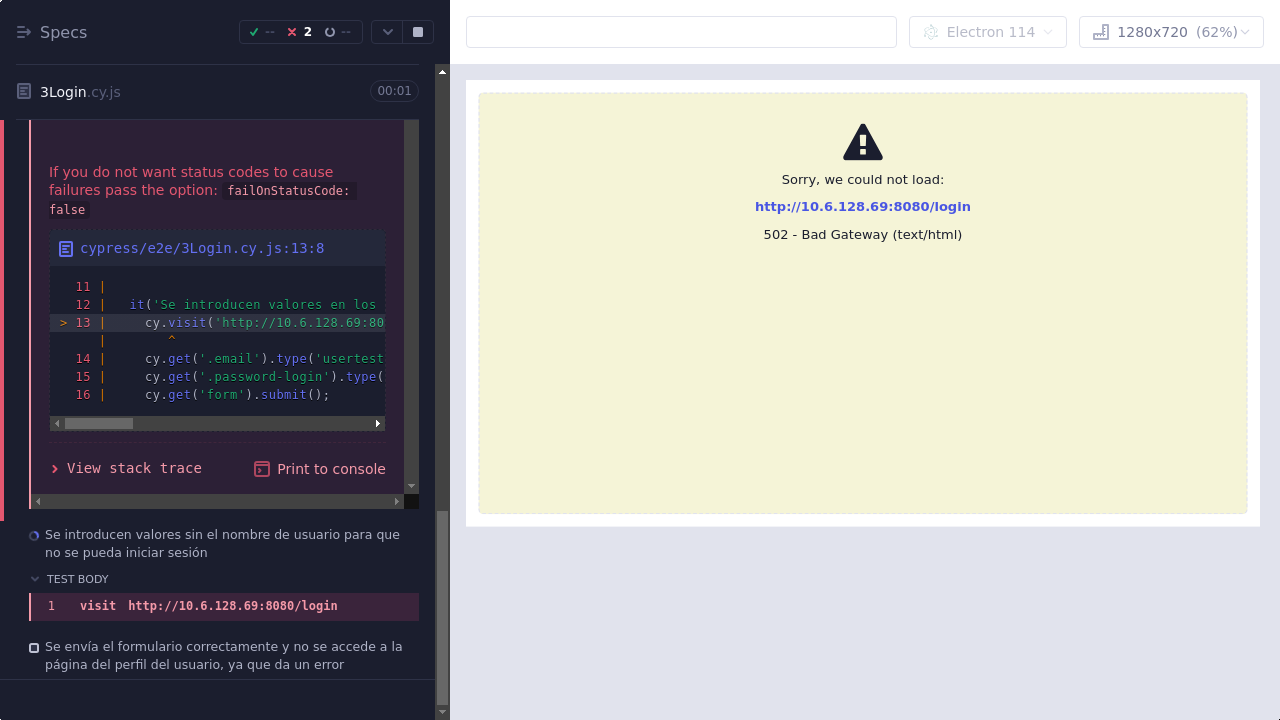 Specs
-- 2 --
3Login.cy.js
00:01
If you do not want status codes to cause
failures pass the option: failOnStatusCode:
false
cypress/e2e/3Login.cy.js:13:8
11 |
12 | it('Se introducen valores en los
> 13 | cy.visit('http://10.6.128.69:80
| ^
14 | cy.get('.email').type('usertest
15 | cy.get('.password-login').type(
16 | cy.get('form').submit();
View stack trace
Print to console
Se introducen valores sin el nombre de usuario para que
no se pueda iniciar sesión
TEST BODY
1 visit http://10.6.128.69:8080/login
Se envía el formulario correctamente y no se accede a la
página del perfil del usuario, ya que da un error
Electron 114
1280x720 (62%)
Sorry, we could not load:
http://10.6.128.69:8080/login
502 - Bad Gateway (text/html)